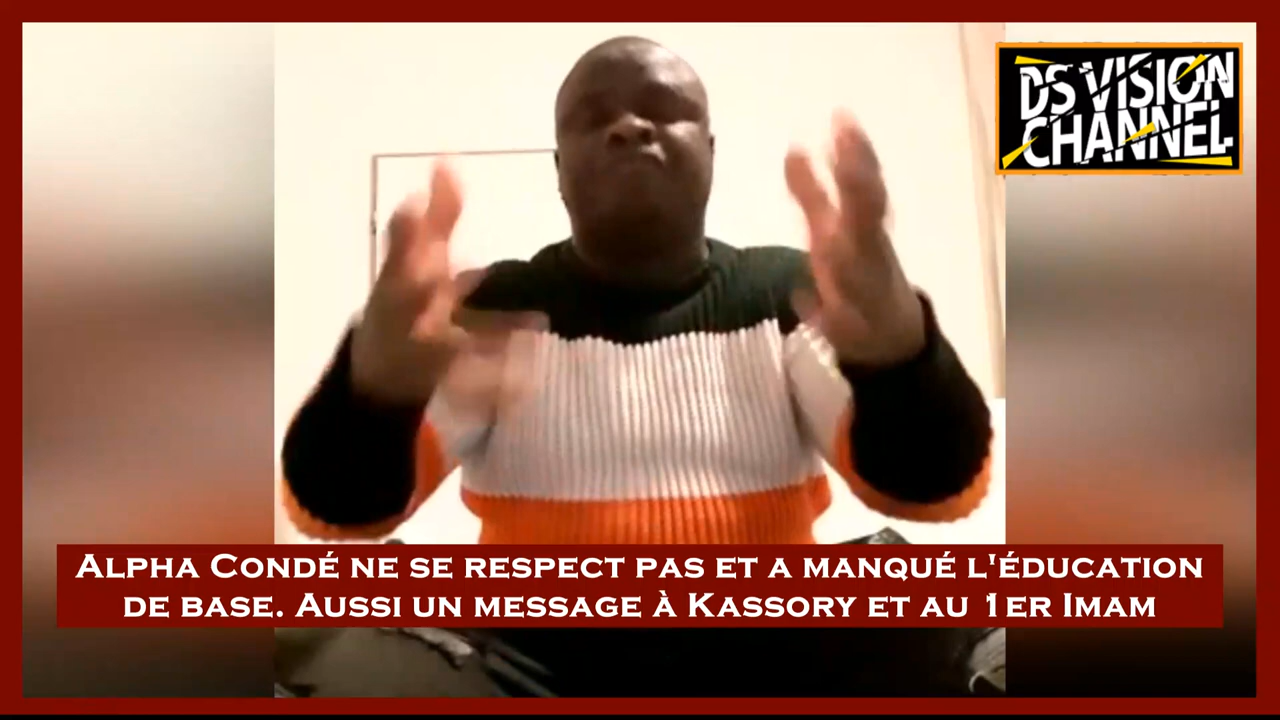 DS VISION
CHANNEL
ALPHA CONDÉ NE SE RESPECT PAS ET A MANQUÉ L'ÉDUCATION
DE BASE. AUSSI UN MESSAGE À KASSORY ET AU 1ER IMAM